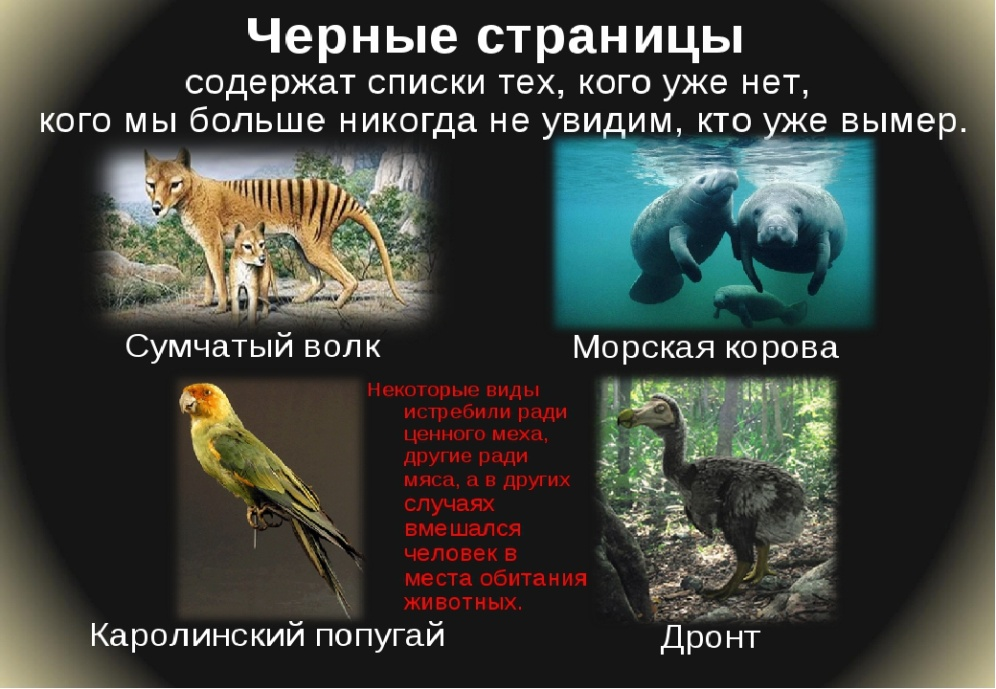 Черные страницы
содержат списки тех, кого уже нет,
кого мы больше никогда не увидим, кто уже вымер.
Сумчатый волк
Морская корова
Некоторые виды
истребили ради
ценного меха,
другие ради
мяса, а в других
случаях
вмешался
человек в
места обитания
животных.
Каролинский попугай
Дронт